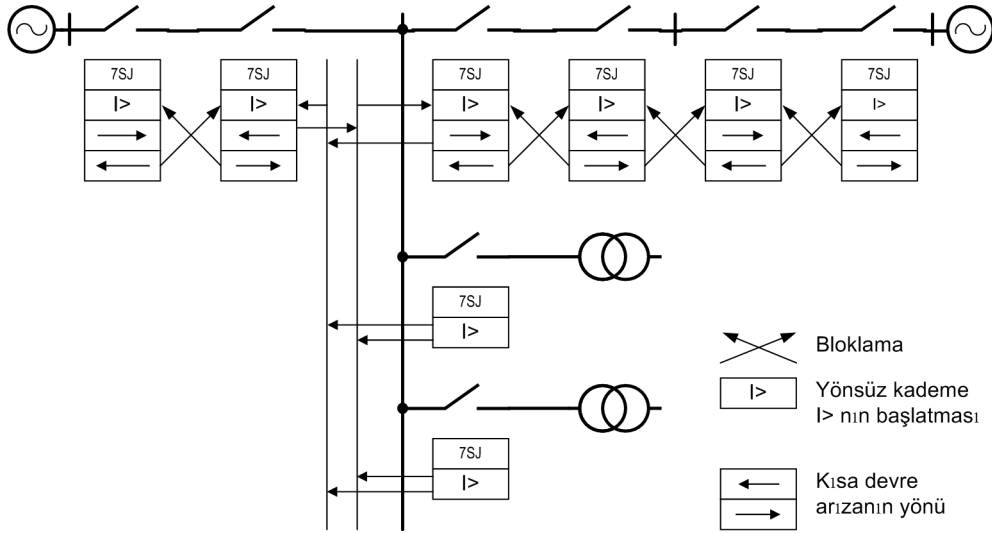 7SJ
I>
7SJ
I>
7SJ
I>
7SJ
I>
7SJ
I>
7SJ
I>
7SJ
I>
Bloklama
I>
Yönsüz kademe
I> nın başlatması
7SJ
I>
Kısa devre
arızanın yönü